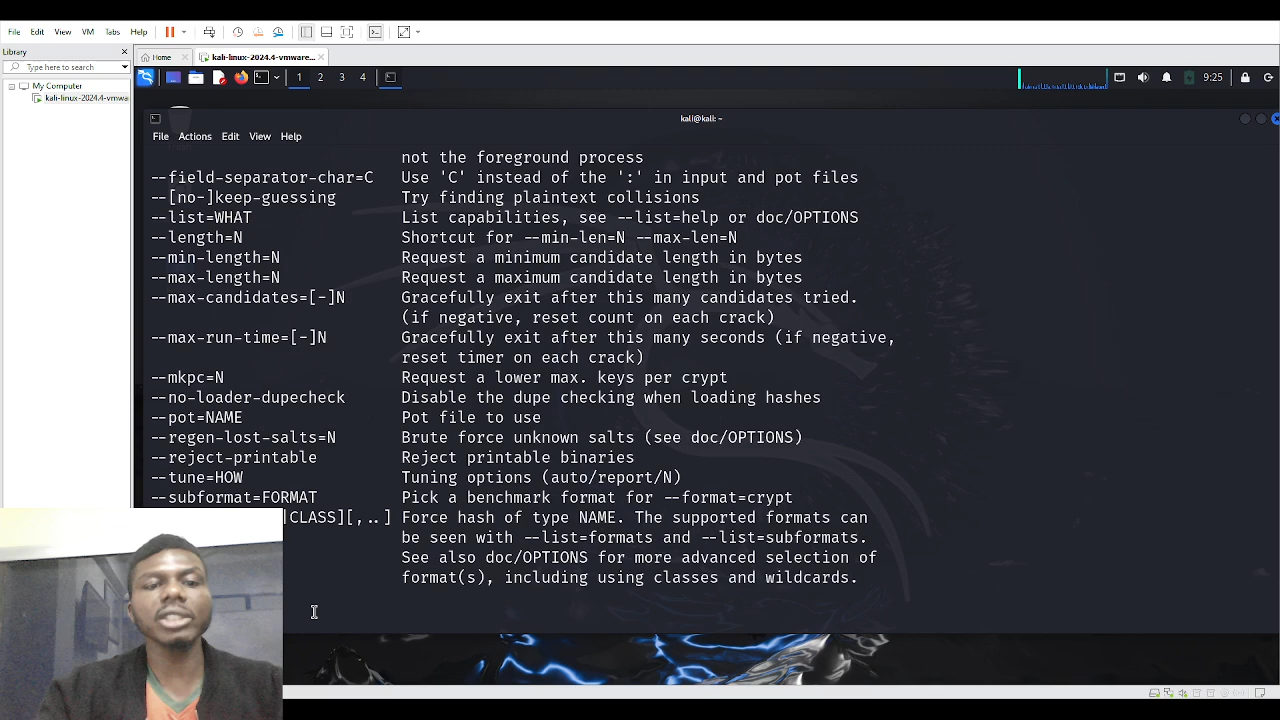 File Edit View VM Tabs Help
Library
Type here to search
My Computer
kali-linux-2024.4-vmwa
Home
kali-linux-2024.4-vmware...
1 2 3 4
9:25
kali@kali: ~
File Actions Edit View Help
not the foreground process
--field-separator-char=C Use 'C' instead of the ':' in input and pot files
--[no-]keep-guessing Try finding plaintext collisions
--list=WHAT List capabilities, see --list=help or doc/OPTIONS
--length=N Shortcut for --min-len=N --max-len=N
--min-length=N Request a minimum candidate length in bytes
--max-length=N Request a maximum candidate length in bytes
--max-candidates=[-]N Gracefully exit after this many candidates tried.
(if negative, reset count on each crack)
--max-run-time=[-]N Gracefully exit after this many seconds (if negative,
reset timer on each crack)
--mkpc=N Request a lower max. keys per crypt
--no-loader-dupecheck Disable the dupe checking when loading hashes
--pot=NAME Pot file to use
--regen-lost-salts=N Brute force unknown salts (see doc/OPTIONS)
--reject-printable Reject printable binaries
--tune=HOW Tuning options (auto/report/N)
--subformat=FORMAT Pick a benchmark format for --format=crypt
|CLASS][,..] Force hash of type NAME. The supported formats can
be seen with --list=formats and --list=subformats.
See also doc/OPTIONS for more advanced selection of
format(s), including using classes and wildcards.